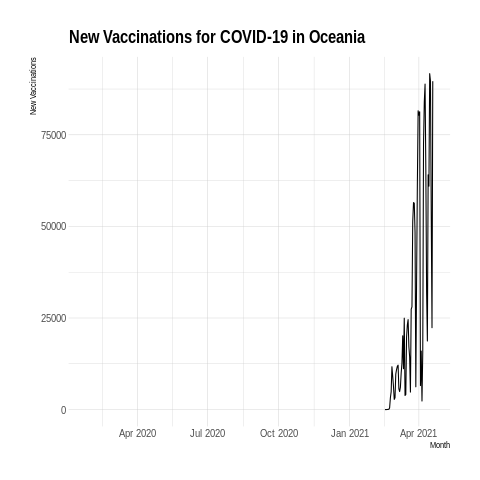 New Vaccinations for COVID-19 in Oceania
New Vaccinations
75000
50000
25000
0
Apr 2020 Jul 2020 Oct 2020 Jan 2021 Apr 2021
Month